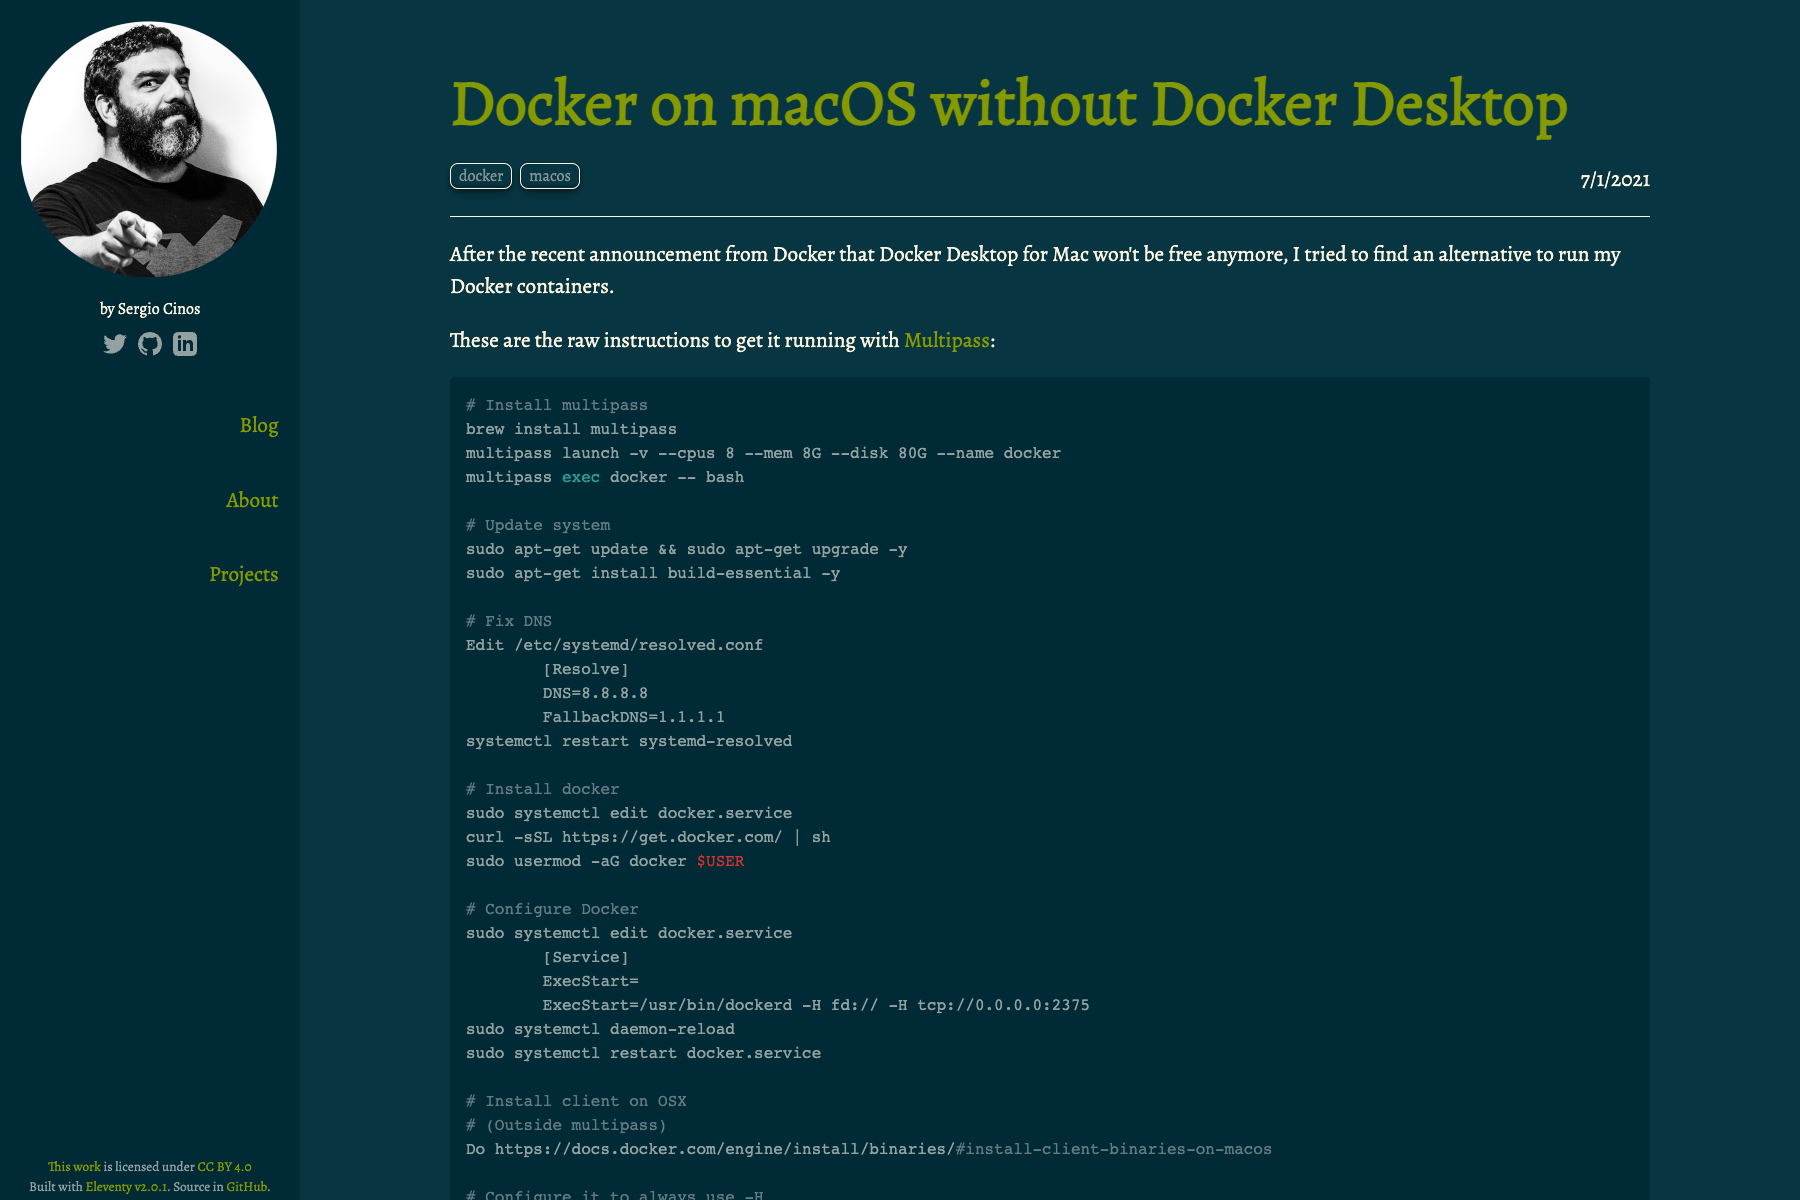 by Sergio Cinos
Blog
About
Projects
This work is licensed under CC BY 4.0
Built with Eleventy v2.0.1. Source in GitHub.
Docker on macOS without Docker Desktop
docker macos
7/1/2021
After the recent announcement from Docker that Docker Desktop for Mac won't be free anymore, I tried to find an alternative to run my
Docker containers.
These are the raw instructions to get it running with Multipass:
# Install multipass
brew install multipass
multipass launch -v --cpus 8 --mem 8G --disk 80G --name docker
multipass exec docker -- bash
# Update system
sudo apt-get update && sudo apt-get upgrade -y
sudo apt-get install build-essential -y
# Fix DNS
Edit /etc/systemd/resolved.conf
[Resolve]
DNS=8.8.8.8
FallbackDNS=1.1.1.1
systemctl restart systemd-resolved
# Install docker
sudo systemctl edit docker.service
curl -sSL https://get.docker.com/ | sh
sudo usermod -aG docker $USER
# Configure Docker
sudo systemctl edit docker.service
[Service]
ExecStart=
ExecStart=/usr/bin/dockerd -H fd:// -H tcp://0.0.0.0:2375
sudo systemctl daemon-reload
sudo systemctl restart docker.service
# Install client on OSX
# (Outside multipass)
Do https://docs.docker.com/engine/install/binaries/#install-client-binaries-on-macos
# Configure it to always use -H